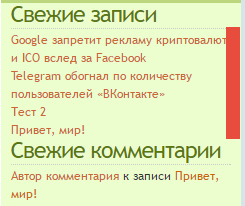 Свежие записи
Google запретит рекламу криптовалют
и ICO вслед за Facebook
Telegram обогнал по количеству
пользователей «ВКонтакте»
Тест 2
Привет, мир!
Свежие комментарии
Автор комментария к записи Привет,
мир!